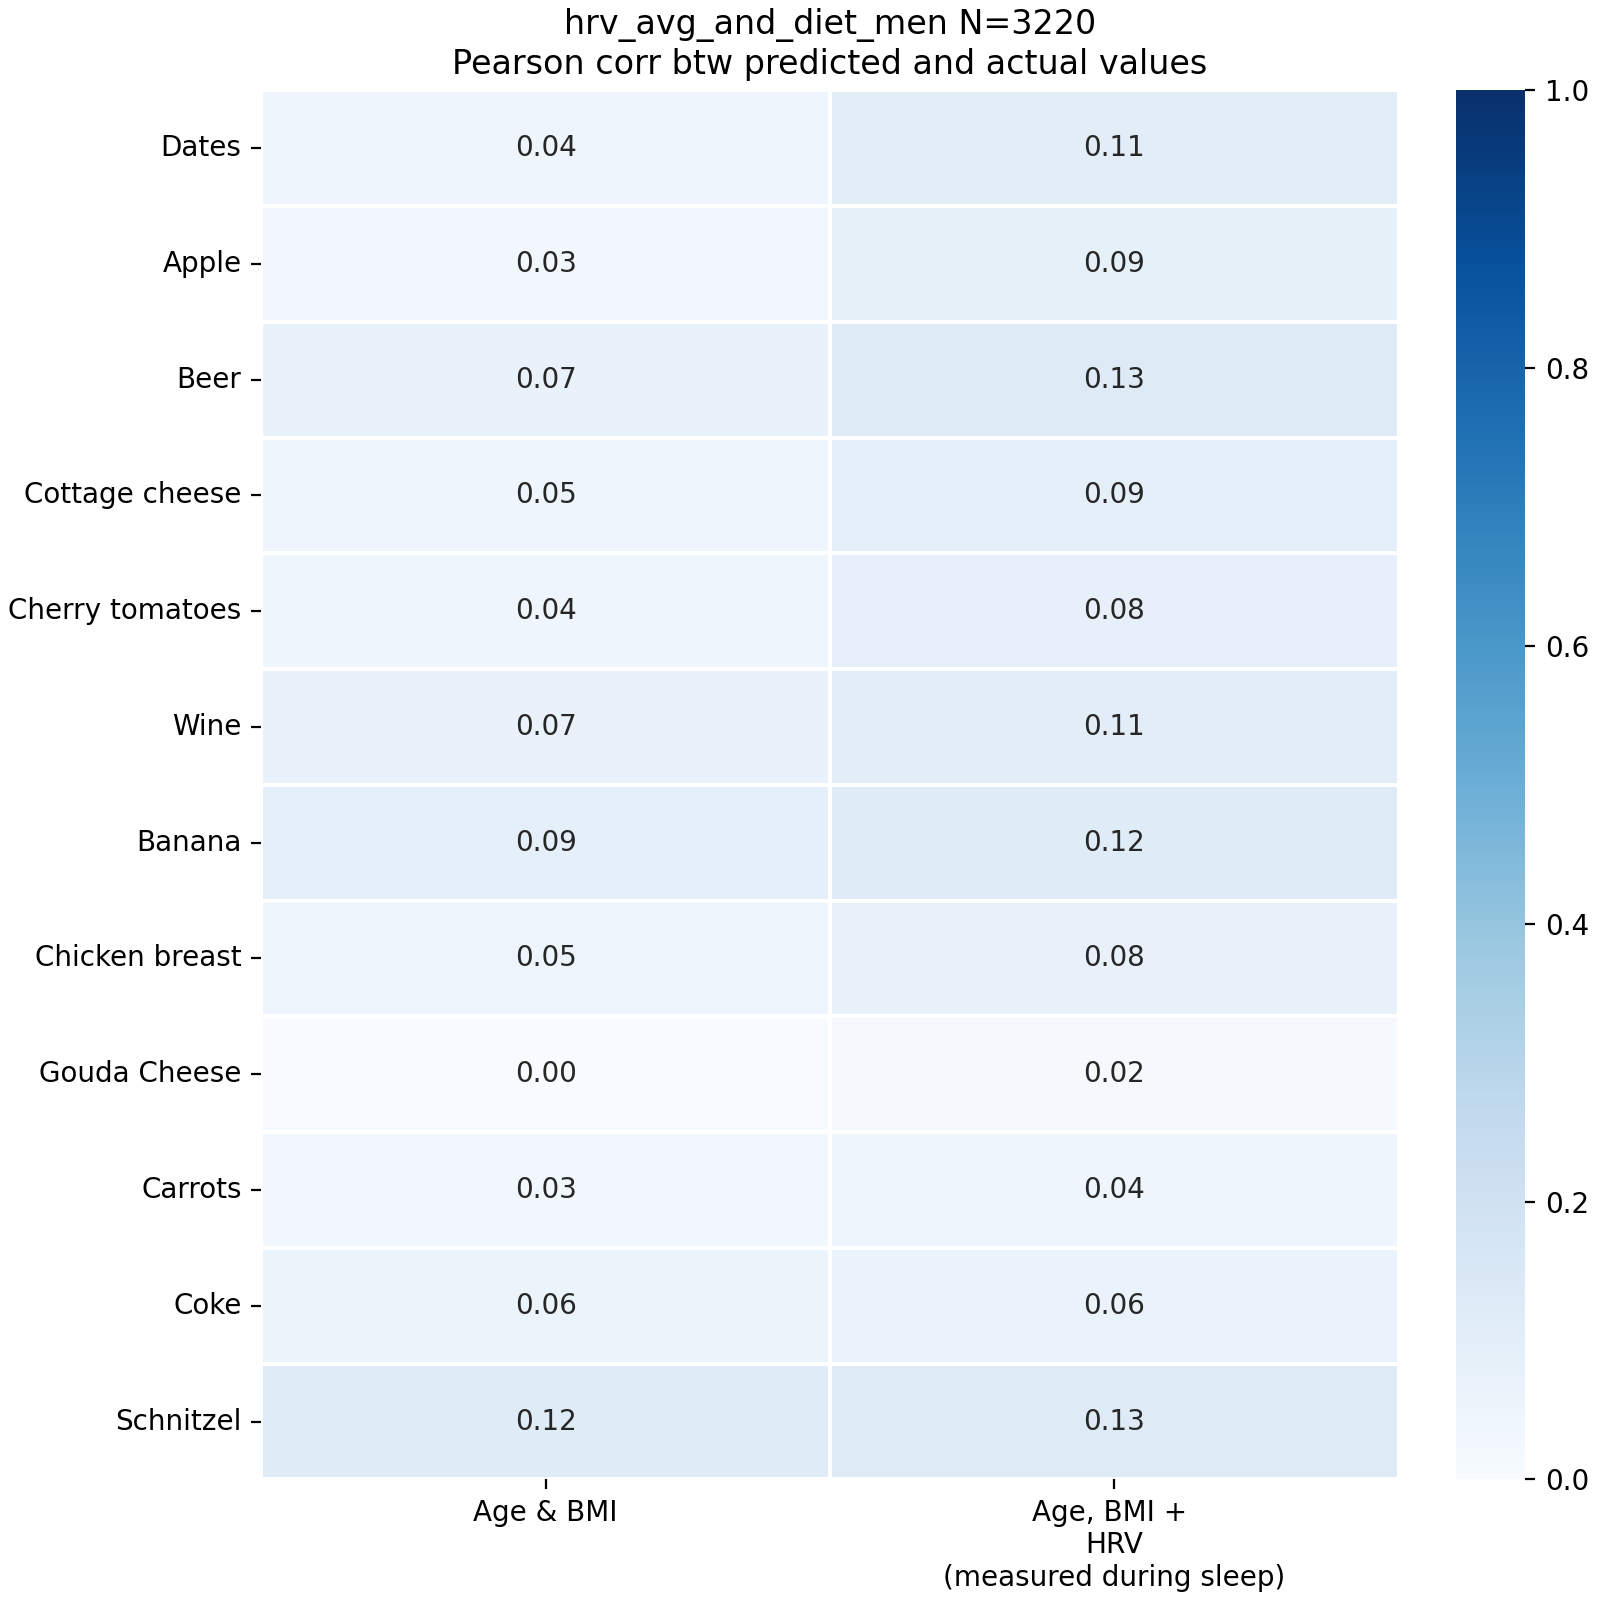 hrv_avg_and_diet_men N=3220
Pearson corr btw predicted and actual values
Dates 0.04 0.11
Apple 0.03 0.09
Beer 0.07 0.13
Cottage cheese 0.05 0.09
Cherry tomatoes 0.04 0.08
Wine 0.07 0.11
Banana 0.09 0.12
Chicken breast 0.05 0.08
Gouda Cheese 0.00 0.02
Carrots 0.03 0.04
Coke 0.06 0.06
Schnitzel 0.12 0.13
Age & BMI
Age, BMI +
HRV
(measured during sleep)
1.0
0.8
0.6
0.4
0.2
0.0